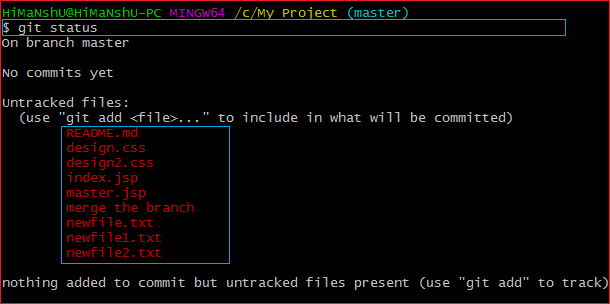 HiMaNshU@HiMaNshU-PC MINGW64 /c/My Project (master)
$ git status
On branch master
No commits yet
Untracked files:
(use "git add <file>..." to include in what will be committed)
README.md
design.css
design2.css
index.jsp
master.jsp
merge the branch
newfile.txt
newfile1.txt
newfile2.txt
nothing added to commit but untracked files present (use "git add" to track)